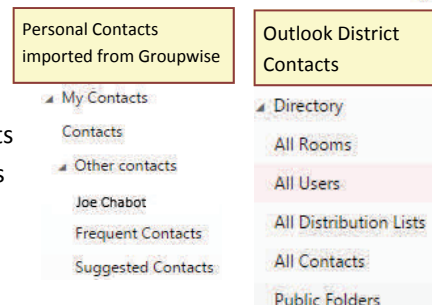 Personal Contacts
imported from Groupwise
My Contacts
Contacts
Other contacts
Joe Chabot
Frequent Contacts
Suggested Contacts
Outlook District
Contacts
Directory
All Rooms
All Users
All Distribution Lists
All Contacts
Public Folders
ts
s